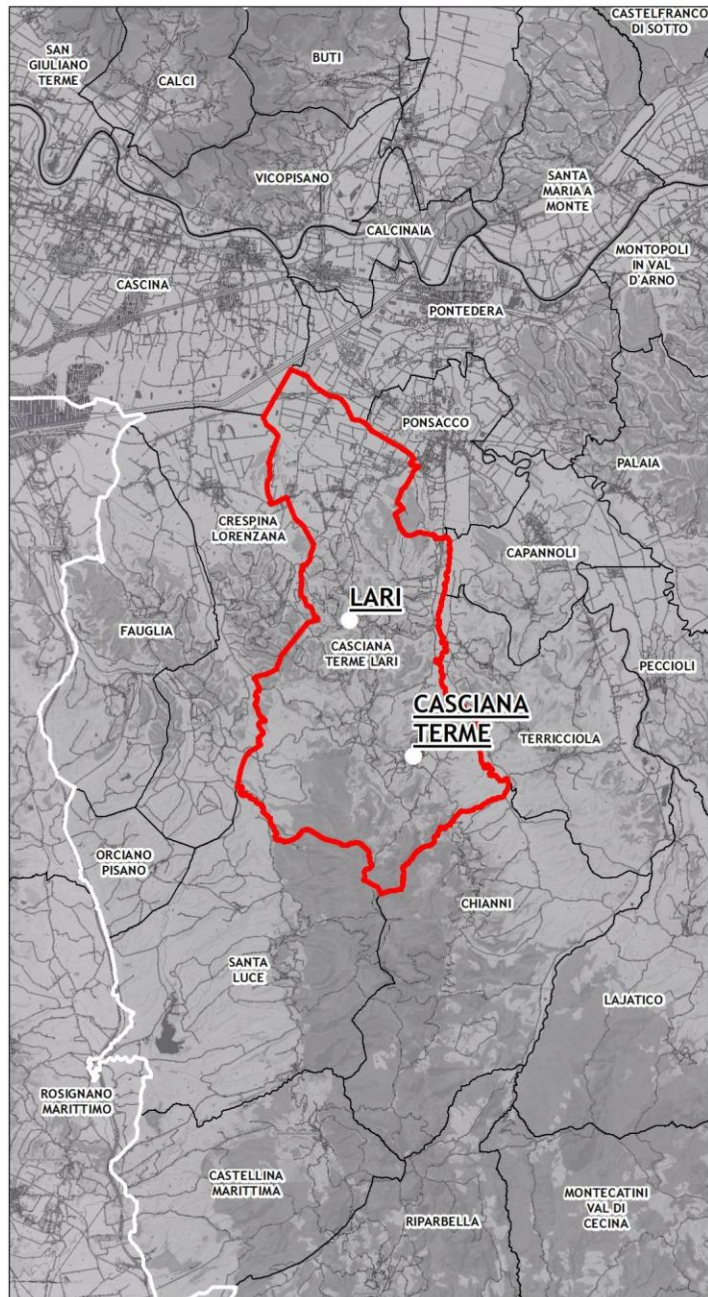 CASTELFRANCO
DI SOTTO
SAN
GIULIANO
TERME
CALCI
BUTI
VICOPISANO
SANTA
MARIA A
MONTE
CALCINAIA
MONTOPOLI
IN VAL
D'ARNO
CASCINA
PONTEDERA
PONSACCO
PALAIA
CRESPINA
LORENZANA
CAPANNOLI
LARI
FAUGLIA
CASCIANA
TERME LARI
PECCIOLI
CASCIANA
TERME
TERRICCIOLA
ORCIANO
PISANO
CHIANNI
SANTA
LUCE
LAJATICO
ROSIGNANO
MARITTIMO
CASTELLINA
MARITTIMA
MONTECATINI
VAL DI
CECINA
RIPARBELLA